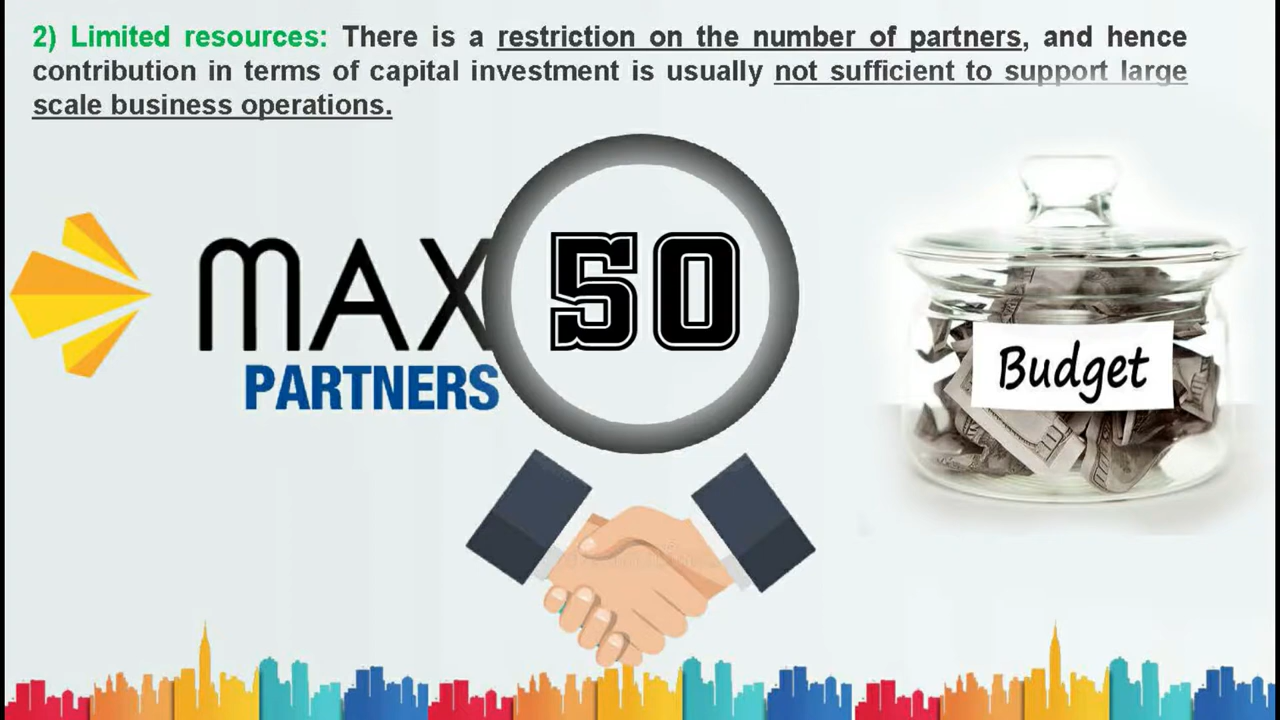 2) Limited resources: There is a restriction on the number of partners, and hence
contribution in terms of capital investment is usually not sufficient to support large
scale business operations.
MAX
PARTNERS
50
Budget